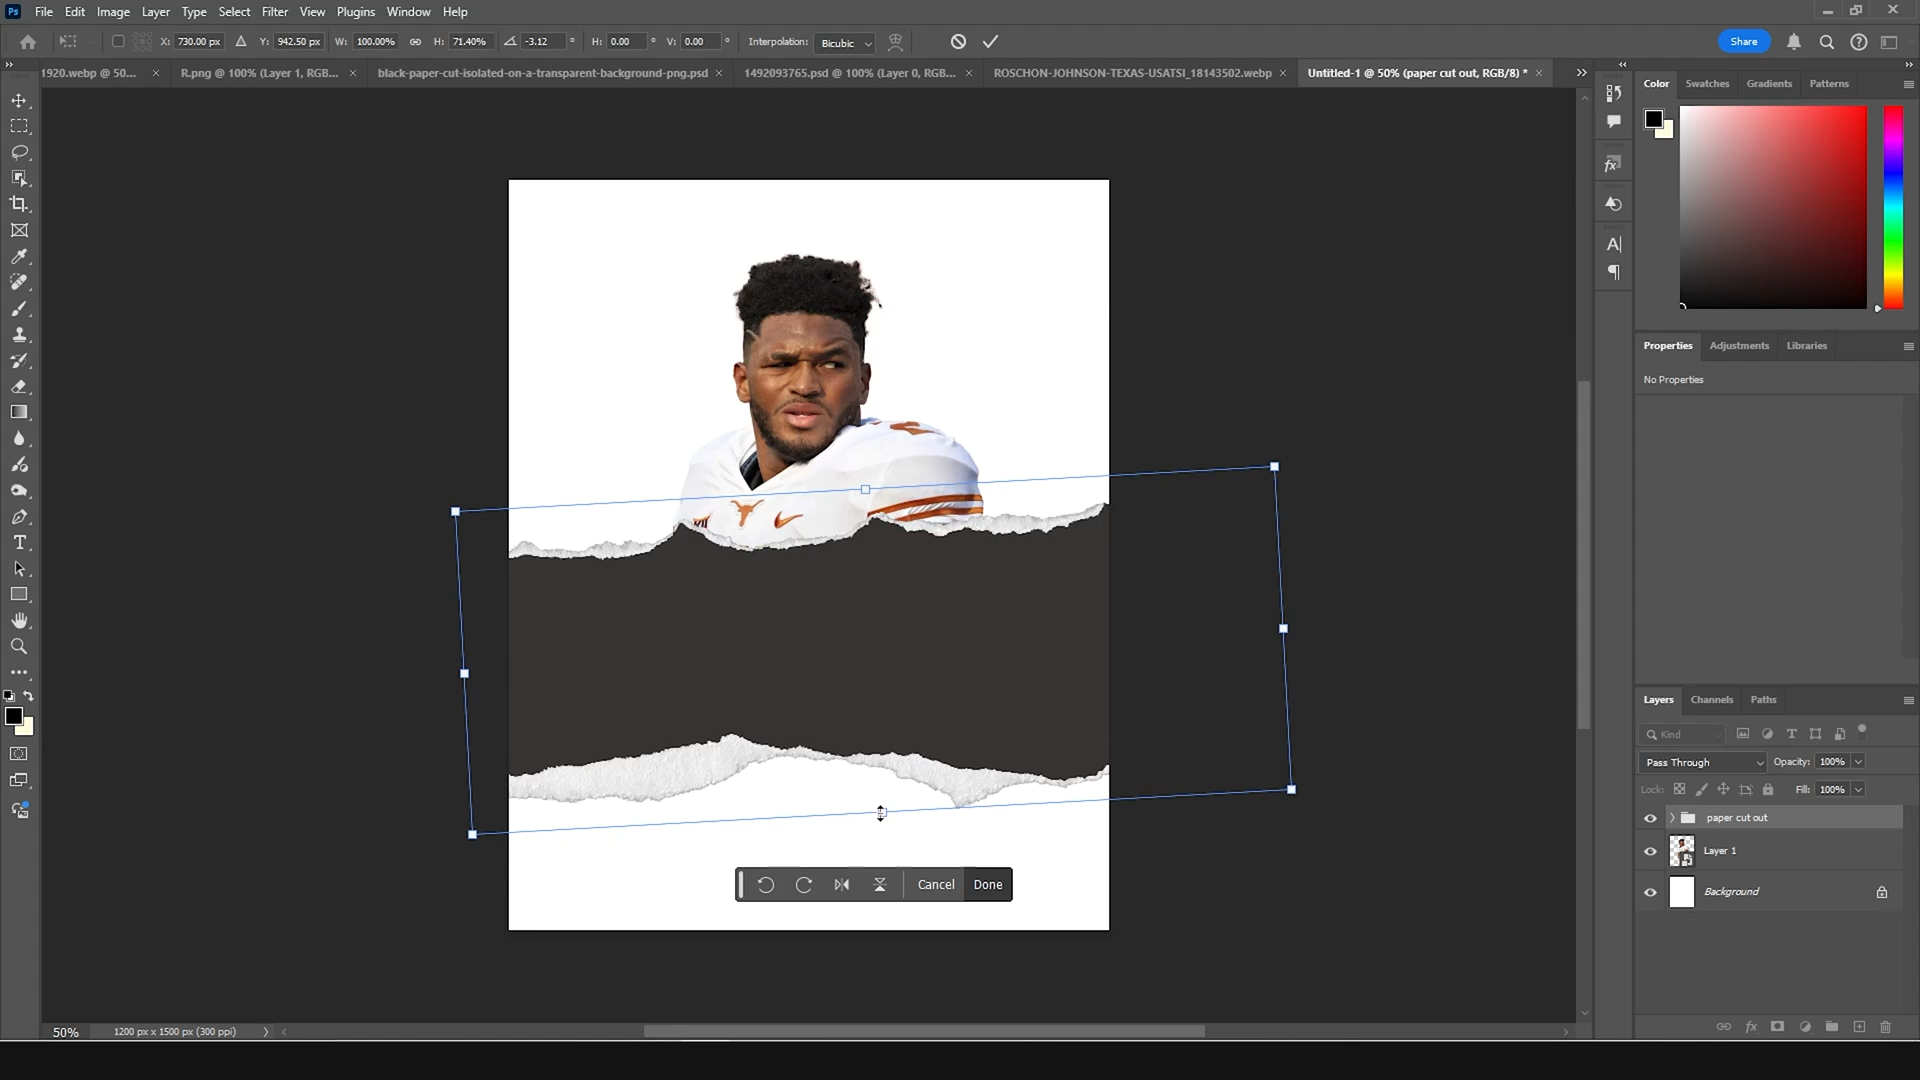 Ps File Edit Image Layer Type Select Filter View Plugins Window Help
X: 730.00 px Y: 942.50 px W: 100.00% H: 71.40% -3.12 ° H: 0.00 ° V: 0.00 ° Interpolation: Bicubic Share
1920.webp @ 50... × R.png @ 100% (Layer 1, RGB... × black-paper-cut-isolated-on-a-transparent-background-png.psd × 1492093765.psd @ 100% (Layer 0, RGB... × ROSCHON-JOHNSON-TEXAS-USATSI_18143502.webp × Untitled-1 @ 50% (paper cut out, RGB/8) * ×
Color Swatches Gradients Patterns
Properties Adjustments Libraries
No Properties
Layers Channels Paths
Kind
Pass Through Opacity: 100%
Lock: Fill: 100%
paper cut out
Layer 1
Background
Cancel Done
50% 1200 px x 1500 px (300 ppi)